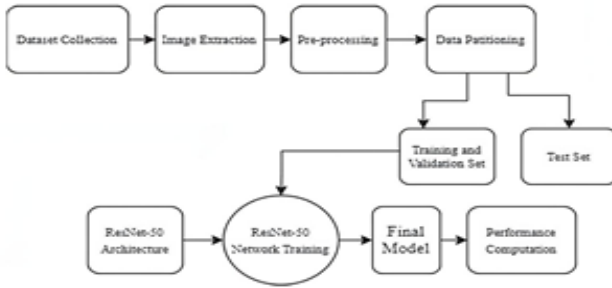 Dataset Collection
Image Extraction
Pre-processing
Data Patitioning
Training and
Validation Set
Test Set
ResNet-50
Architecture
ResNet-50
Network Training
Final
Model
Performance
Computation